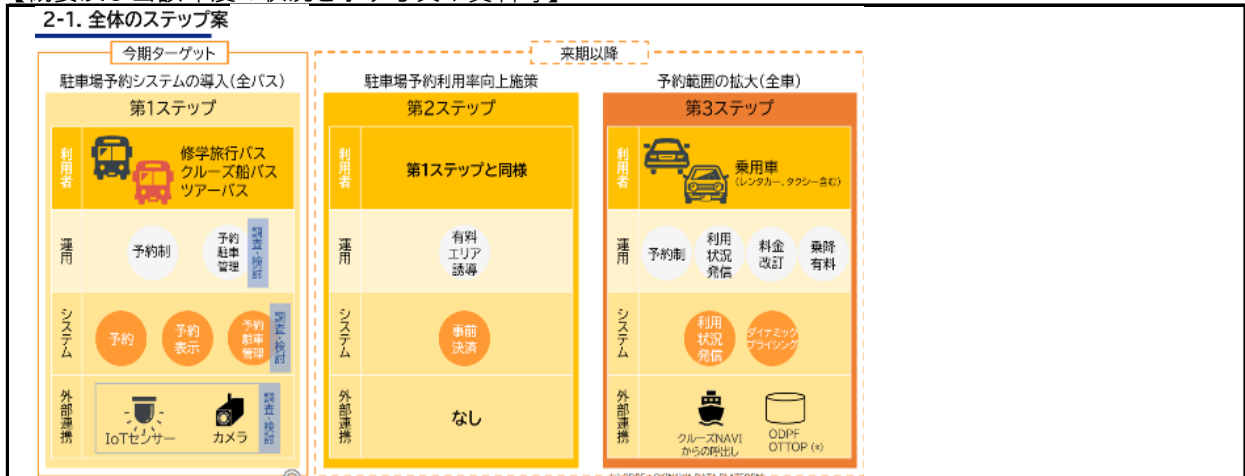 2-1. 全体のステップ案
今期ターゲット
来期以降
駐車場予約システムの導入(全バス)
駐車場予約利用率向上施策
予約範囲の拡大(全車)
第1ステップ
第2ステップ
第3ステップ
利用者
修学旅行バス
クルーズ船バス
ツアーバス
利用者
第1ステップと同様
利用者
乗用車
(レンタカー、タクシー含む)
運用
予約制
予約
駐車
管理
調査・検討
運用
有料
エリア
誘導
運用
予約制
利用
状況
発信
料金
改訂
乗降
有料
システム
予約
予約
表示
予約
駐車
管理
調査・検討
システム
事前
決済
システム
利用
状況
発信
ダイナミック
プライシング
外部連携
IoTセンサー
カメラ
調査・検討
外部連携
なし
外部連携
クルーズNAVI
からの呼出し
ODPF
OTTOP (*)